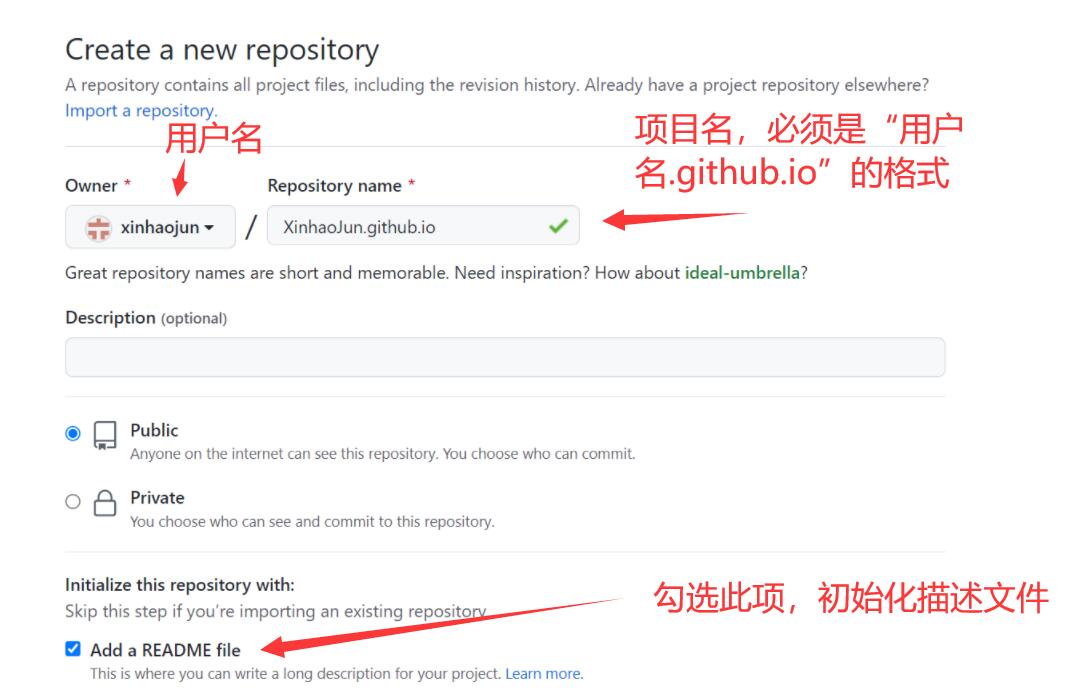 Create a new repository
A repository contains all project files, including the revision history. Already have a project repository elsewhere?
Import a repository.
用户名
项目名，必须是“用户
名.github.io”的格式
Owner *
Repository name *
xinhaojun
/
XinhaoJun.github.io
Great repository names are short and memorable. Need inspiration? How about ideal-umbrella?
Description (optional)
Public
Anyone on the internet can see this repository. You choose who can commit.
Private
You choose who can see and commit to this repository.
Initialize this repository with:
Skip this step if you're importing an existing repository.
勾选此项，初始化描述文件
Add a README file
This is where you can write a long description for your project. Learn more.